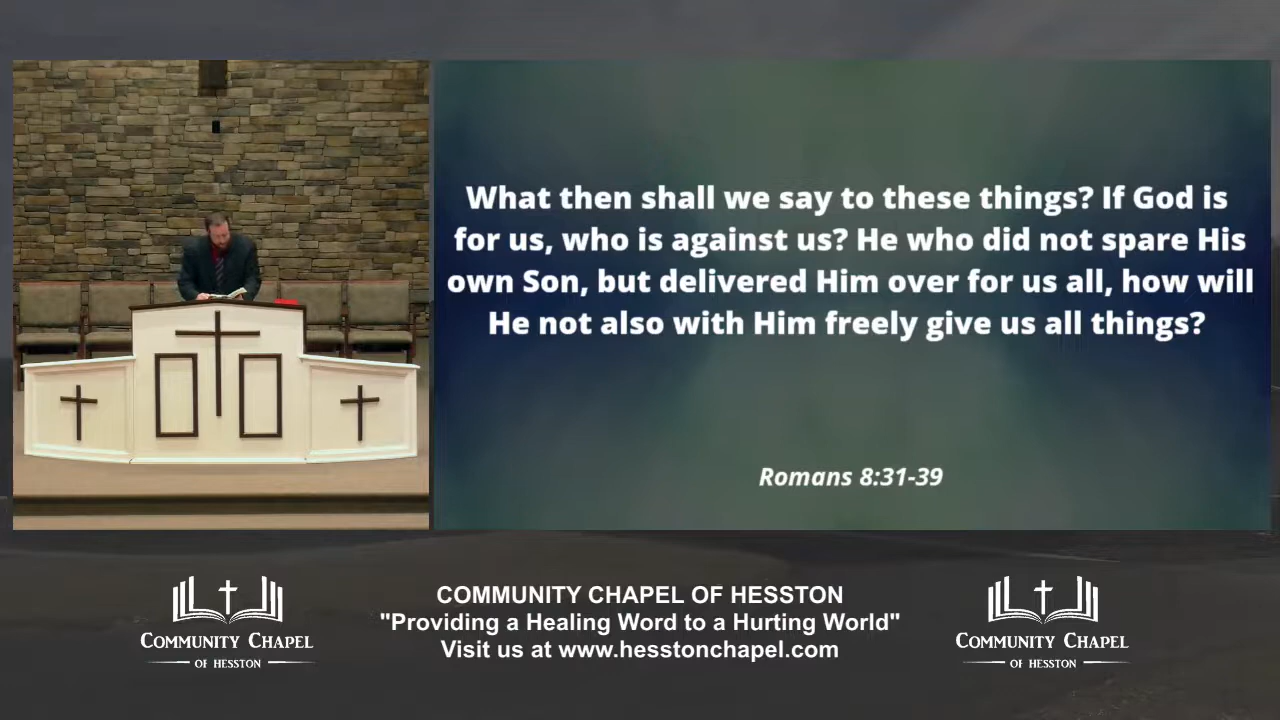 What then shall we say to these things? If God is
for us, who is against us? He who did not spare His
own Son, but delivered Him over for us all, how will
He not also with Him freely give us all things?
Romans 8:31-39
COMMUNITY CHAPEL
OF HESSTON
COMMUNITY CHAPEL OF HESSTON
"Providing a Healing Word to a Hurting World"
Visit us at www.hesstonchapel.com
COMMUNITY CHAPEL
OF HESSTON